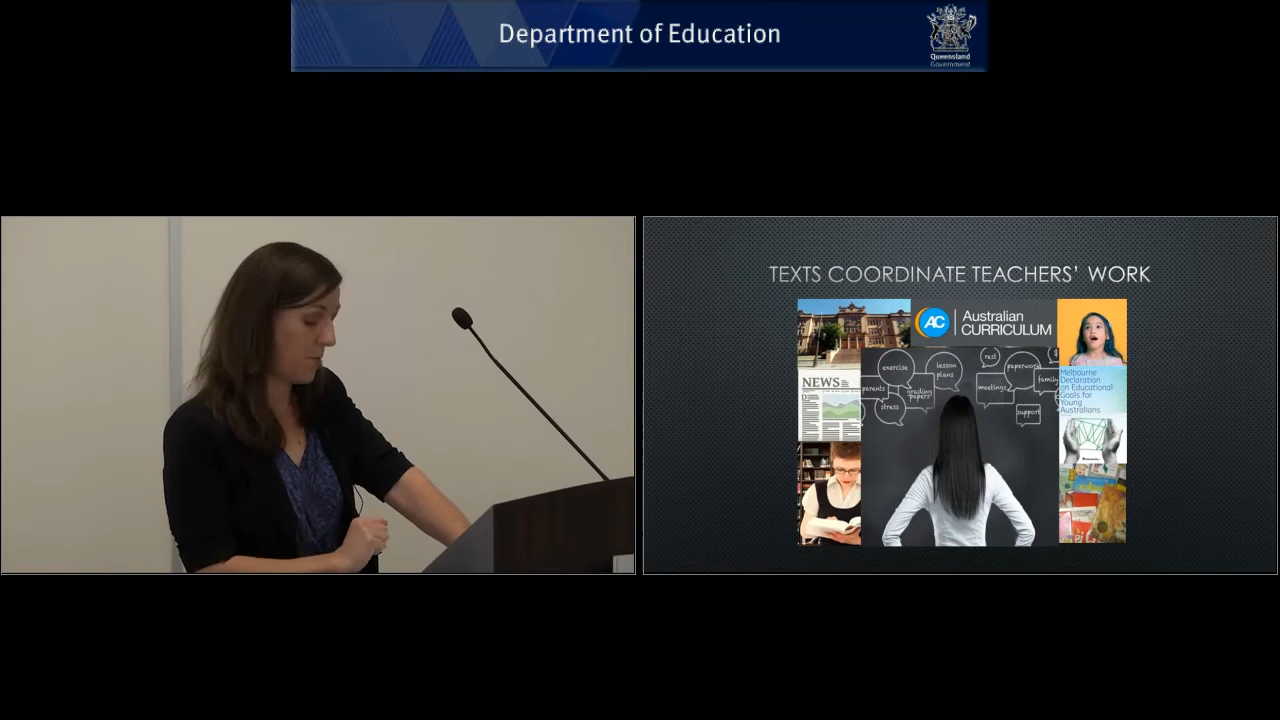 Department of Education
Queensland
Government
TEXTS COORDINATE TEACHERS’ WORK
AC
Australian
CURRICULUM
NEWS
exercise
lesson
plans
rest
paperwork
$
parents
grading
papers
meetings
family
stress
support
Melbourne
Declaration
on Educational
Goals for
Young
Australians